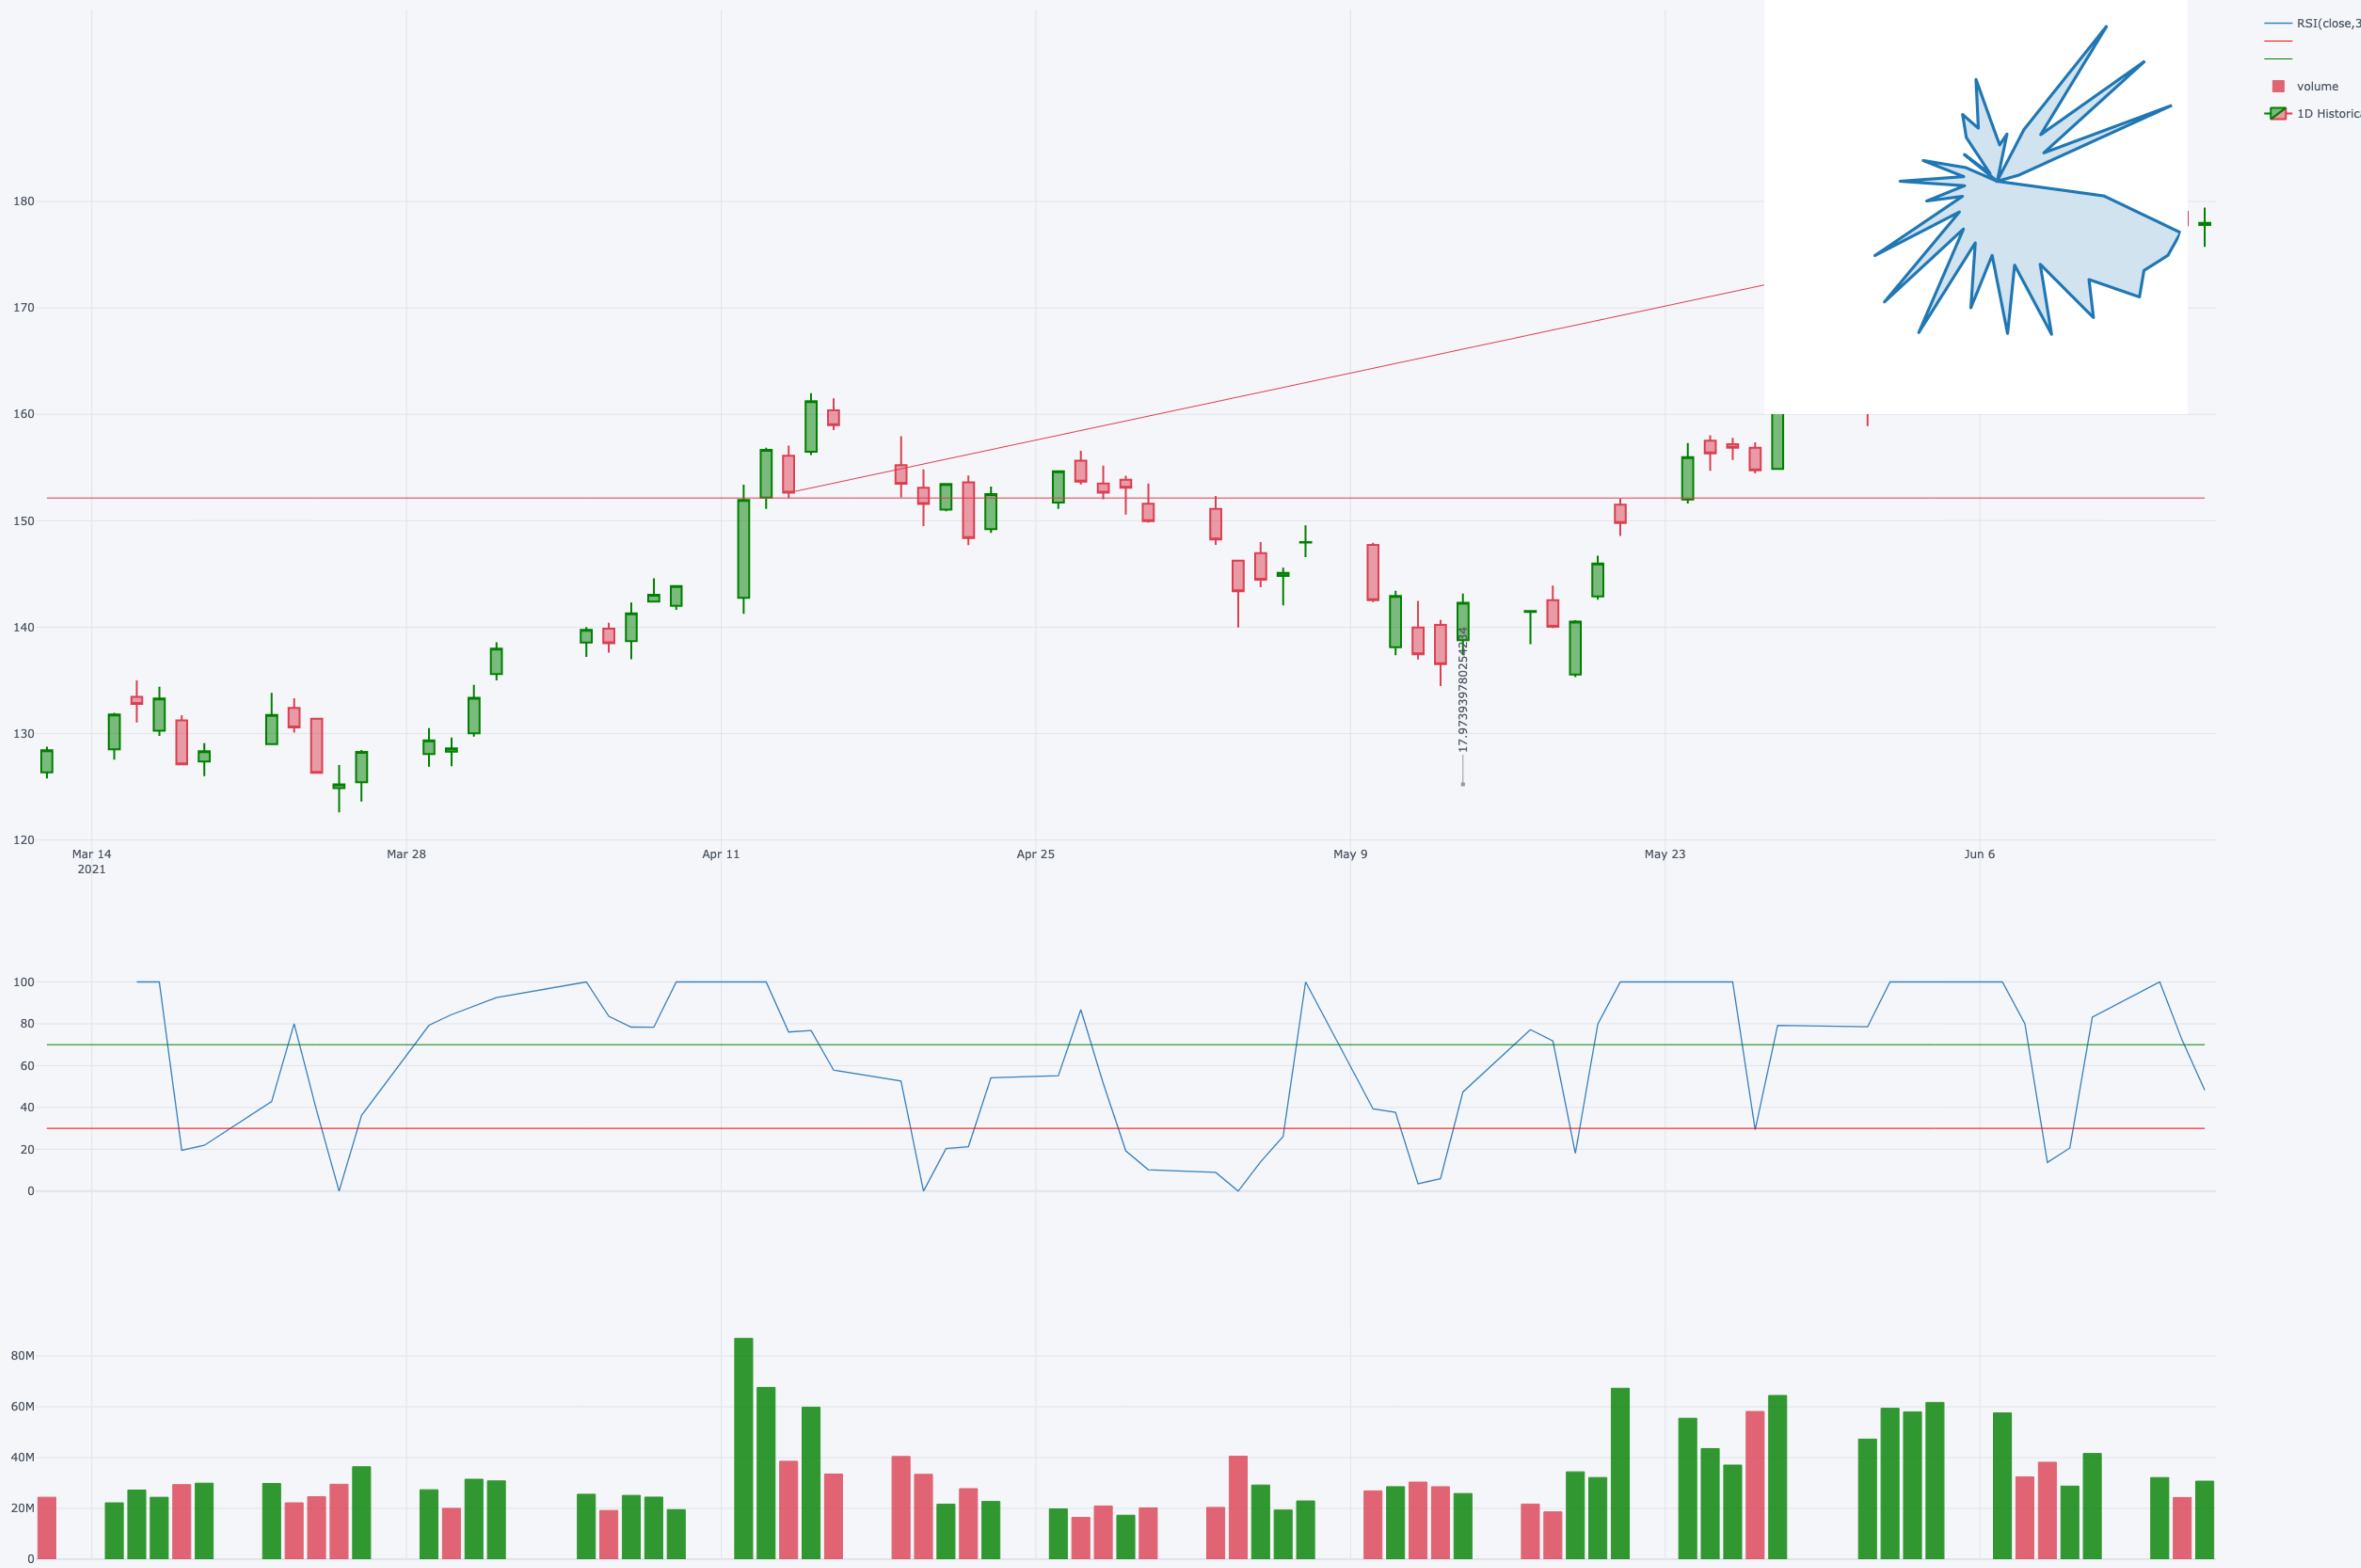 RSI(close,3
volume
1D Historica
180
170
160
150
140
130
120
17.973939780254234
Mar 14
2021
Mar 28
Apr 11
Apr 25
May 9
May 23
Jun 6
100
80
60
40
20
0
80M
60M
40M
20M
0